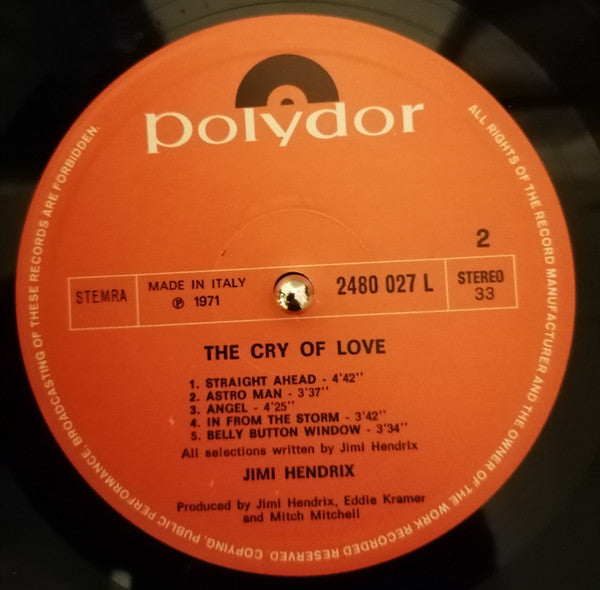 polydor
2
STEMRA
MADE IN ITALY
℗ 1971
2480 027 L
STEREO
33
THE CRY OF LOVE
1. STRAIGHT AHEAD - 4'42''
2. ASTRO MAN - 3'37''
3. ANGEL - 4'25''
4. IN FROM THE STORM - 3'42''
5. BELLY BUTTON WINDOW - 3'34''
All selections written by Jimi Hendrix
JIMI HENDRIX
Produced by Jimi Hendrix, Eddie Kramer
and Mitch Mitchell
ALL RIGHTS OF THE RECORD MANUFACTURER AND THE OWNER OF THE WORK RECORDED RESERVED. COPYING, PUBLIC PERFORMANCE, BROADCASTING OF THESE RECORDS ARE FORBIDDEN.